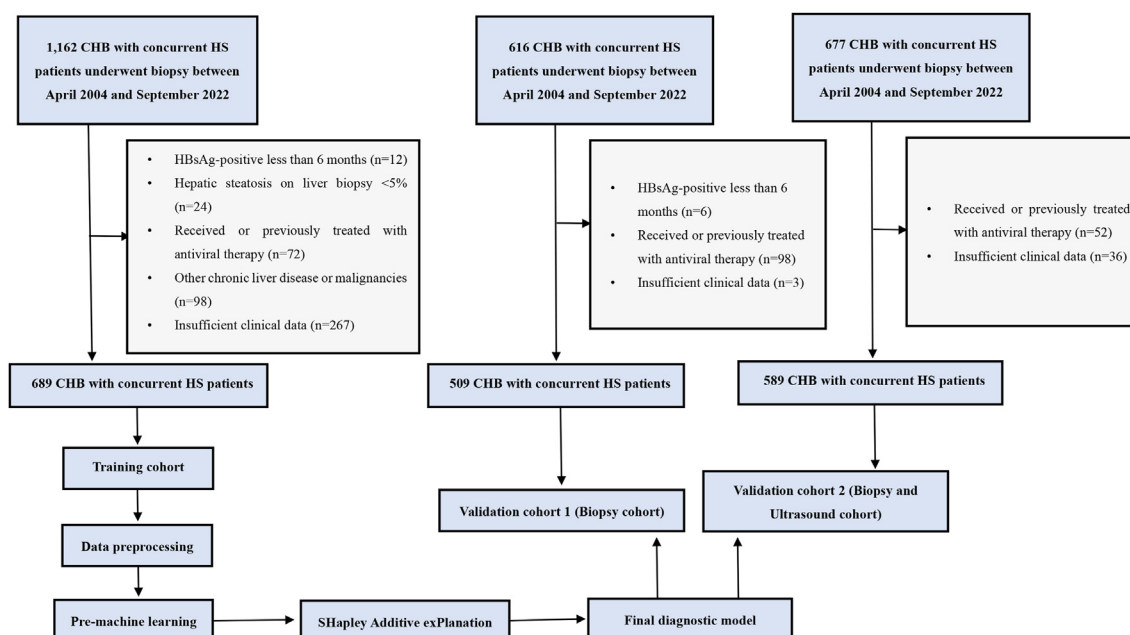 1,162 CHB with concurrent HS
patients underwent biopsy between
April 2004 and September 2022
616 CHB with concurrent HS
patients underwent biopsy between
April 2004 and September 2022
677 CHB with concurrent HS
patients underwent biopsy between
April 2004 and September 2022
• HBsAg-positive less than 6 months (n=12)
• Hepatic steatosis on liver biopsy <5%
(n=24)
• Received or previously treated with
antiviral therapy (n=72)
• Other chronic liver disease or malignancies
(n=98)
• Insufficient clinical data (n=267)
• HBsAg-positive less than 6
months (n=6)
• Received or previously treated
with antiviral therapy (n=98)
• Insufficient clinical data (n=3)
• Received or previously treated
with antiviral therapy (n=52)
• Insufficient clinical data (n=36)
689 CHB with concurrent HS patients
509 CHB with concurrent HS patients
589 CHB with concurrent HS patients
Training cohort
Validation cohort 1 (Biopsy cohort)
Validation cohort 2 (Biopsy and
Ultrasound cohort)
Data preprocessing
Pre-machine learning
SHapley Additive exPlanation
Final diagnostic model